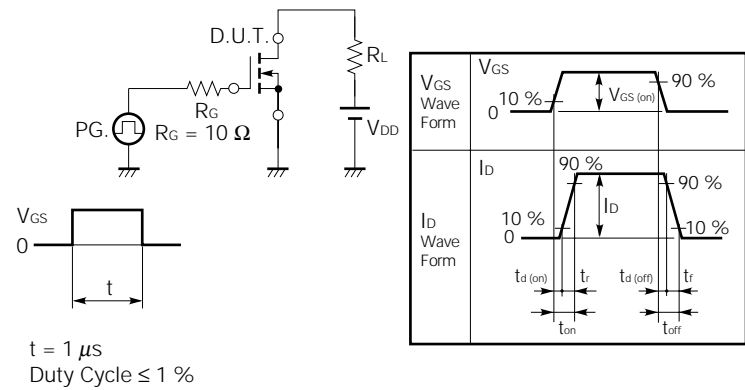 D.U.T.
RL
RG
PG.
RG = 10 Ω
VDD
VGS
0
t
t = 1 μs
Duty Cycle ≤ 1 %
VGS
Wave
Form
VGS
10 %
0
VGS (on)
90 %
ID
Wave
Form
ID
90 %
90 %
ID
10 %
0
10 %
td (on)
tr
td (off)
tf
ton
toff